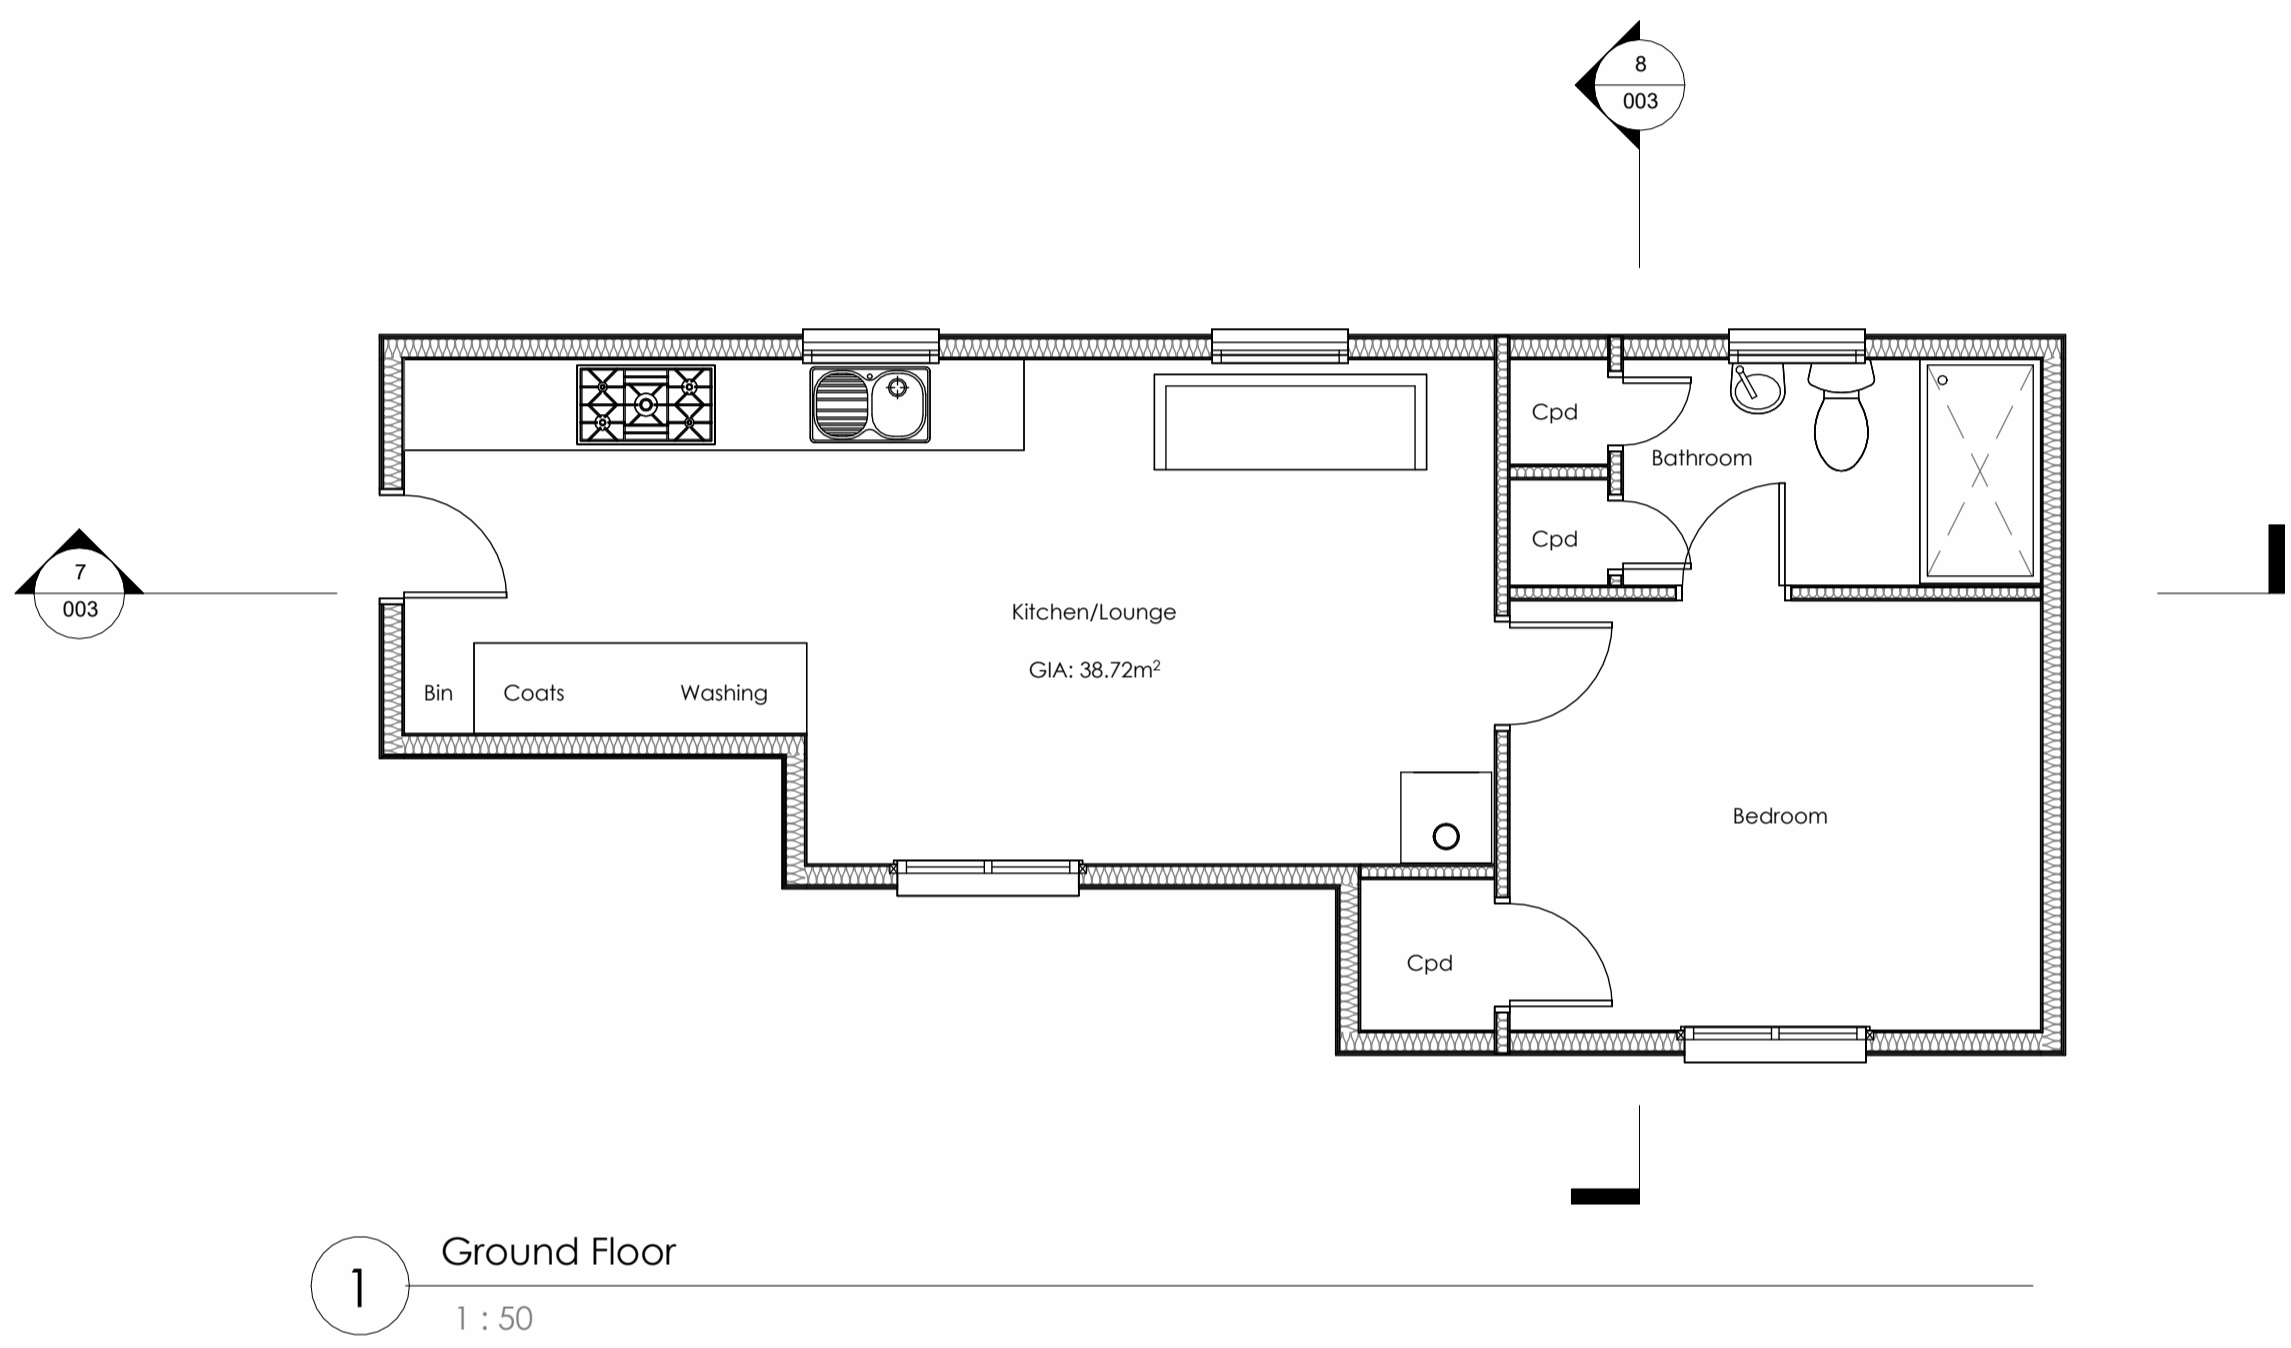 8
003
Cpd
Bathroom
Cpd
7
003
Kitchen/Lounge
GIA: 38.72m²
Bin
Coats
Washing
Bedroom
Cpd
1
Ground Floor
1 : 50